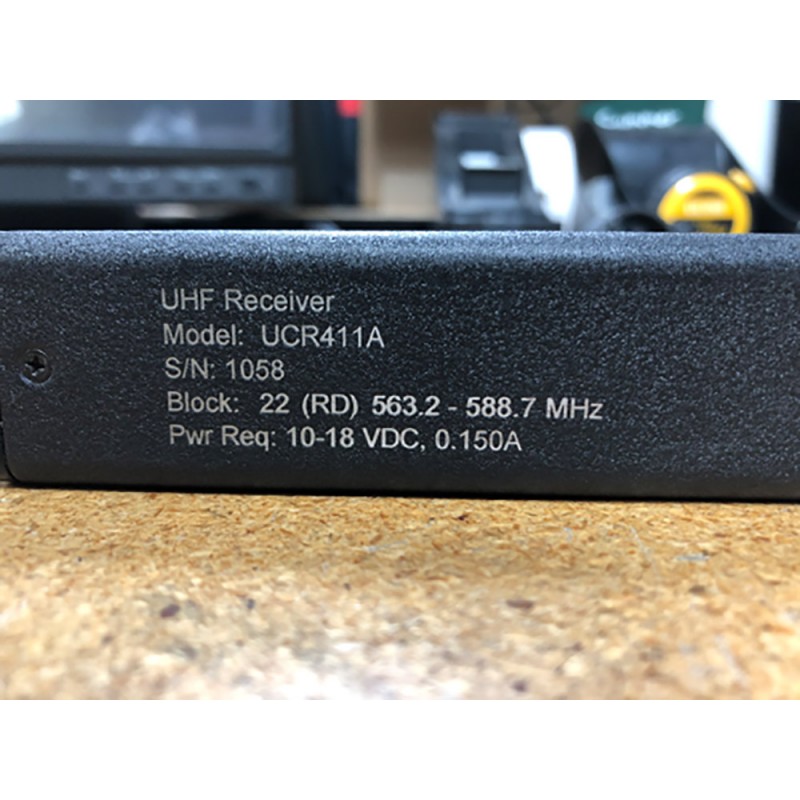 UHF Receiver
Model: UCR411A
S/N: 1058
Block: 22 (RD) 563.2 - 588.7 MHz
Pwr Req: 10-18 VDC, 0.150A